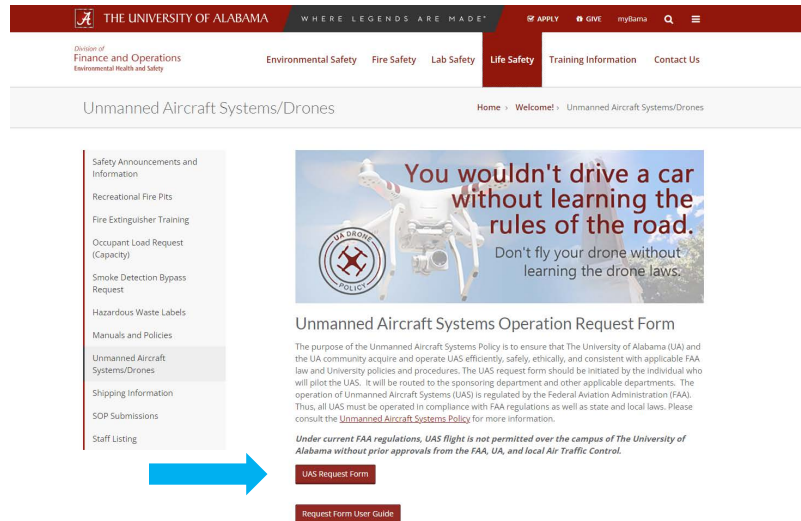 THE UNIVERSITY OF ALABAMA
WHERE LEGENDS ARE MADE®
APPLY
GIVE
myBama
Division of
Finance and Operations
Environmental Health and Safety
Environmental Safety
Fire Safety
Lab Safety
Life Safety
Training Information
Contact Us
Unmanned Aircraft Systems/Drones
Home › Welcome! › Unmanned Aircraft Systems/Drones
Safety Announcements and
Information
Recreational Fire Pits
Fire Extinguisher Training
Occupant Load Request
(Capacity)
Smoke Detection Bypass
Request
Hazardous Waste Labels
Manuals and Policies
Unmanned Aircraft
Systems/Drones
Shipping Information
SOP Submissions
Staff Listing
You wouldn't drive a car
without learning the
rules of the road.
Don't fly your drone without
learning the drone laws.
UA DRONE
POLICY
Unmanned Aircraft Systems Operation Request Form
The purpose of the Unmanned Aircraft Systems Policy is to ensure that The University of Alabama (UA) and
the UA community acquire and operate UAS efficiently, safely, ethically, and consistent with applicable FAA
law and University policies and procedures. The UAS request form should be initiated by the individual who
will pilot the UAS. It will be routed to the sponsoring department and other applicable departments. The
operation of Unmanned Aircraft Systems (UAS) is regulated by the Federal Aviation Administration (FAA).
Thus, all UAS must be operated in compliance with FAA regulations as well as state and local laws. Please
consult the Unmanned Aircraft Systems Policy for more information.
Under current FAA regulations, UAS flight is not permitted over the campus of The University of
Alabama without prior approvals from the FAA, UA, and local Air Traffic Control.
UAS Request Form
Request Form User Guide